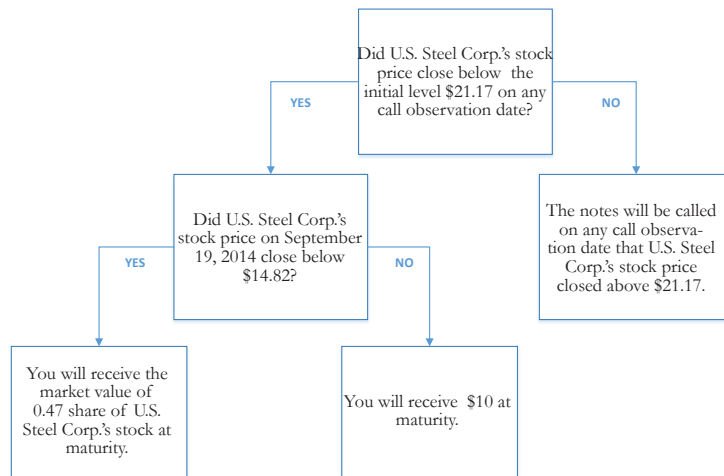 Did U.S. Steel Corp.'s stock
price close below the
initial level $21.17 on any
call observation date?
YES
NO
Did U.S. Steel Corp.'s
stock price on September
19, 2014 close below
$14.82?
The notes will be called
on any call observa-
tion date that U.S. Steel
Corp.'s stock price
closed above $21.17.
YES
NO
You will receive the
market value of
0.47 share of U.S.
Steel Corp.'s stock at
maturity.
You will receive $10 at
maturity.